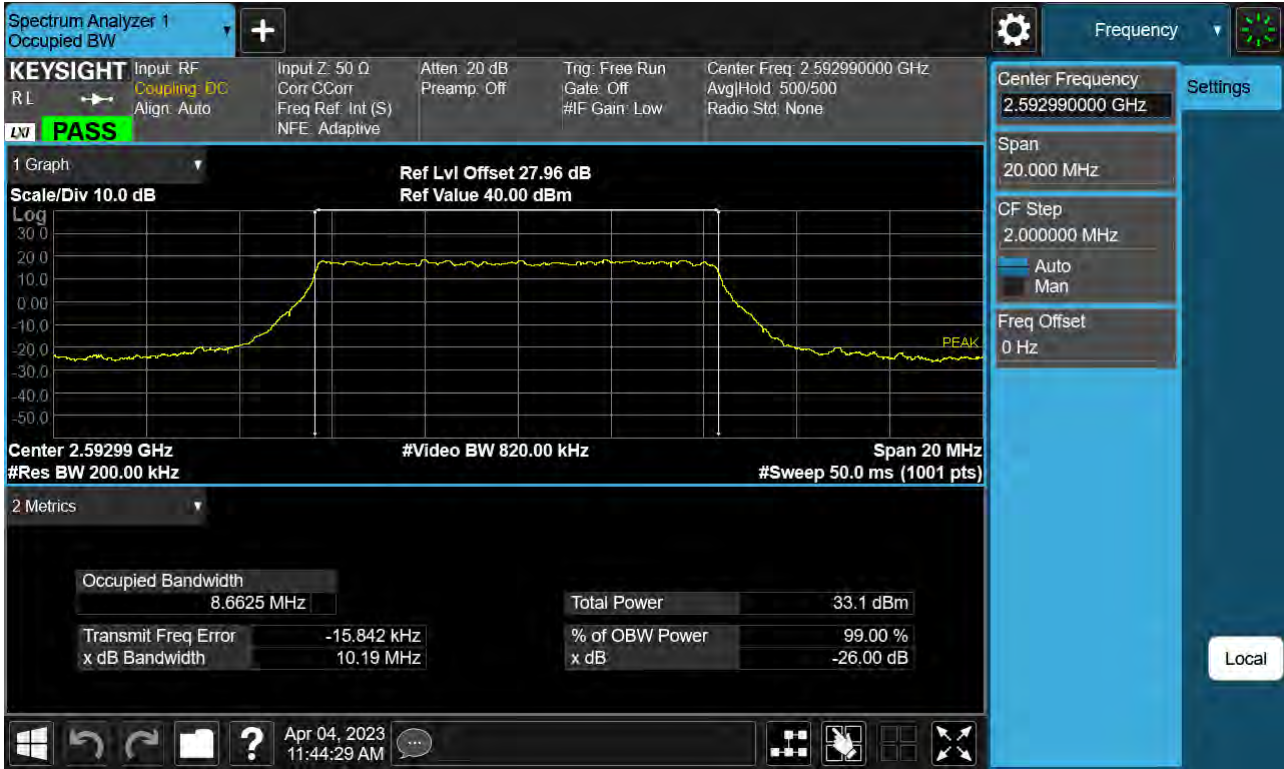 Spectrum Analyzer 1
Occupied BW
+
Frequency
KEYSIGHT
RL
LXI PASS
Input: RF
Coupling: DC
Align: Auto
Input Z: 50 Ω
Corr CCorr
Freq Ref: Int (S)
NFE: Adaptive
Atten: 20 dB
Preamp: Off
Trig: Free Run
Gate: Off
#IF Gain: Low
Center Freq: 2.592990000 GHz
Avg|Hold: 500/500
Radio Std: None
1 Graph
Scale/Div 10.0 dB
Ref Lvl Offset 27.96 dB
Ref Value 40.00 dBm
Log
30.0
20.0
10.0
0.00
-10.0
-20.0
-30.0
-40.0
-50.0
PEAK
Center 2.59299 GHz
#Video BW 820.00 kHz
Span 20 MHz
#Res BW 200.00 kHz
#Sweep 50.0 ms (1001 pts)
2 Metrics
Occupied Bandwidth
8.6625 MHz
Total Power 33.1 dBm
Transmit Freq Error -15.842 kHz
% of OBW Power 99.00 %
x dB Bandwidth 10.19 MHz
x dB -26.00 dB
Center Frequency
2.592990000 GHz
Settings
Span
20.000 MHz
CF Step
2.000000 MHz
Auto
Man
Freq Offset
0 Hz
Local
?
Apr 04, 2023
11:44:29 AM